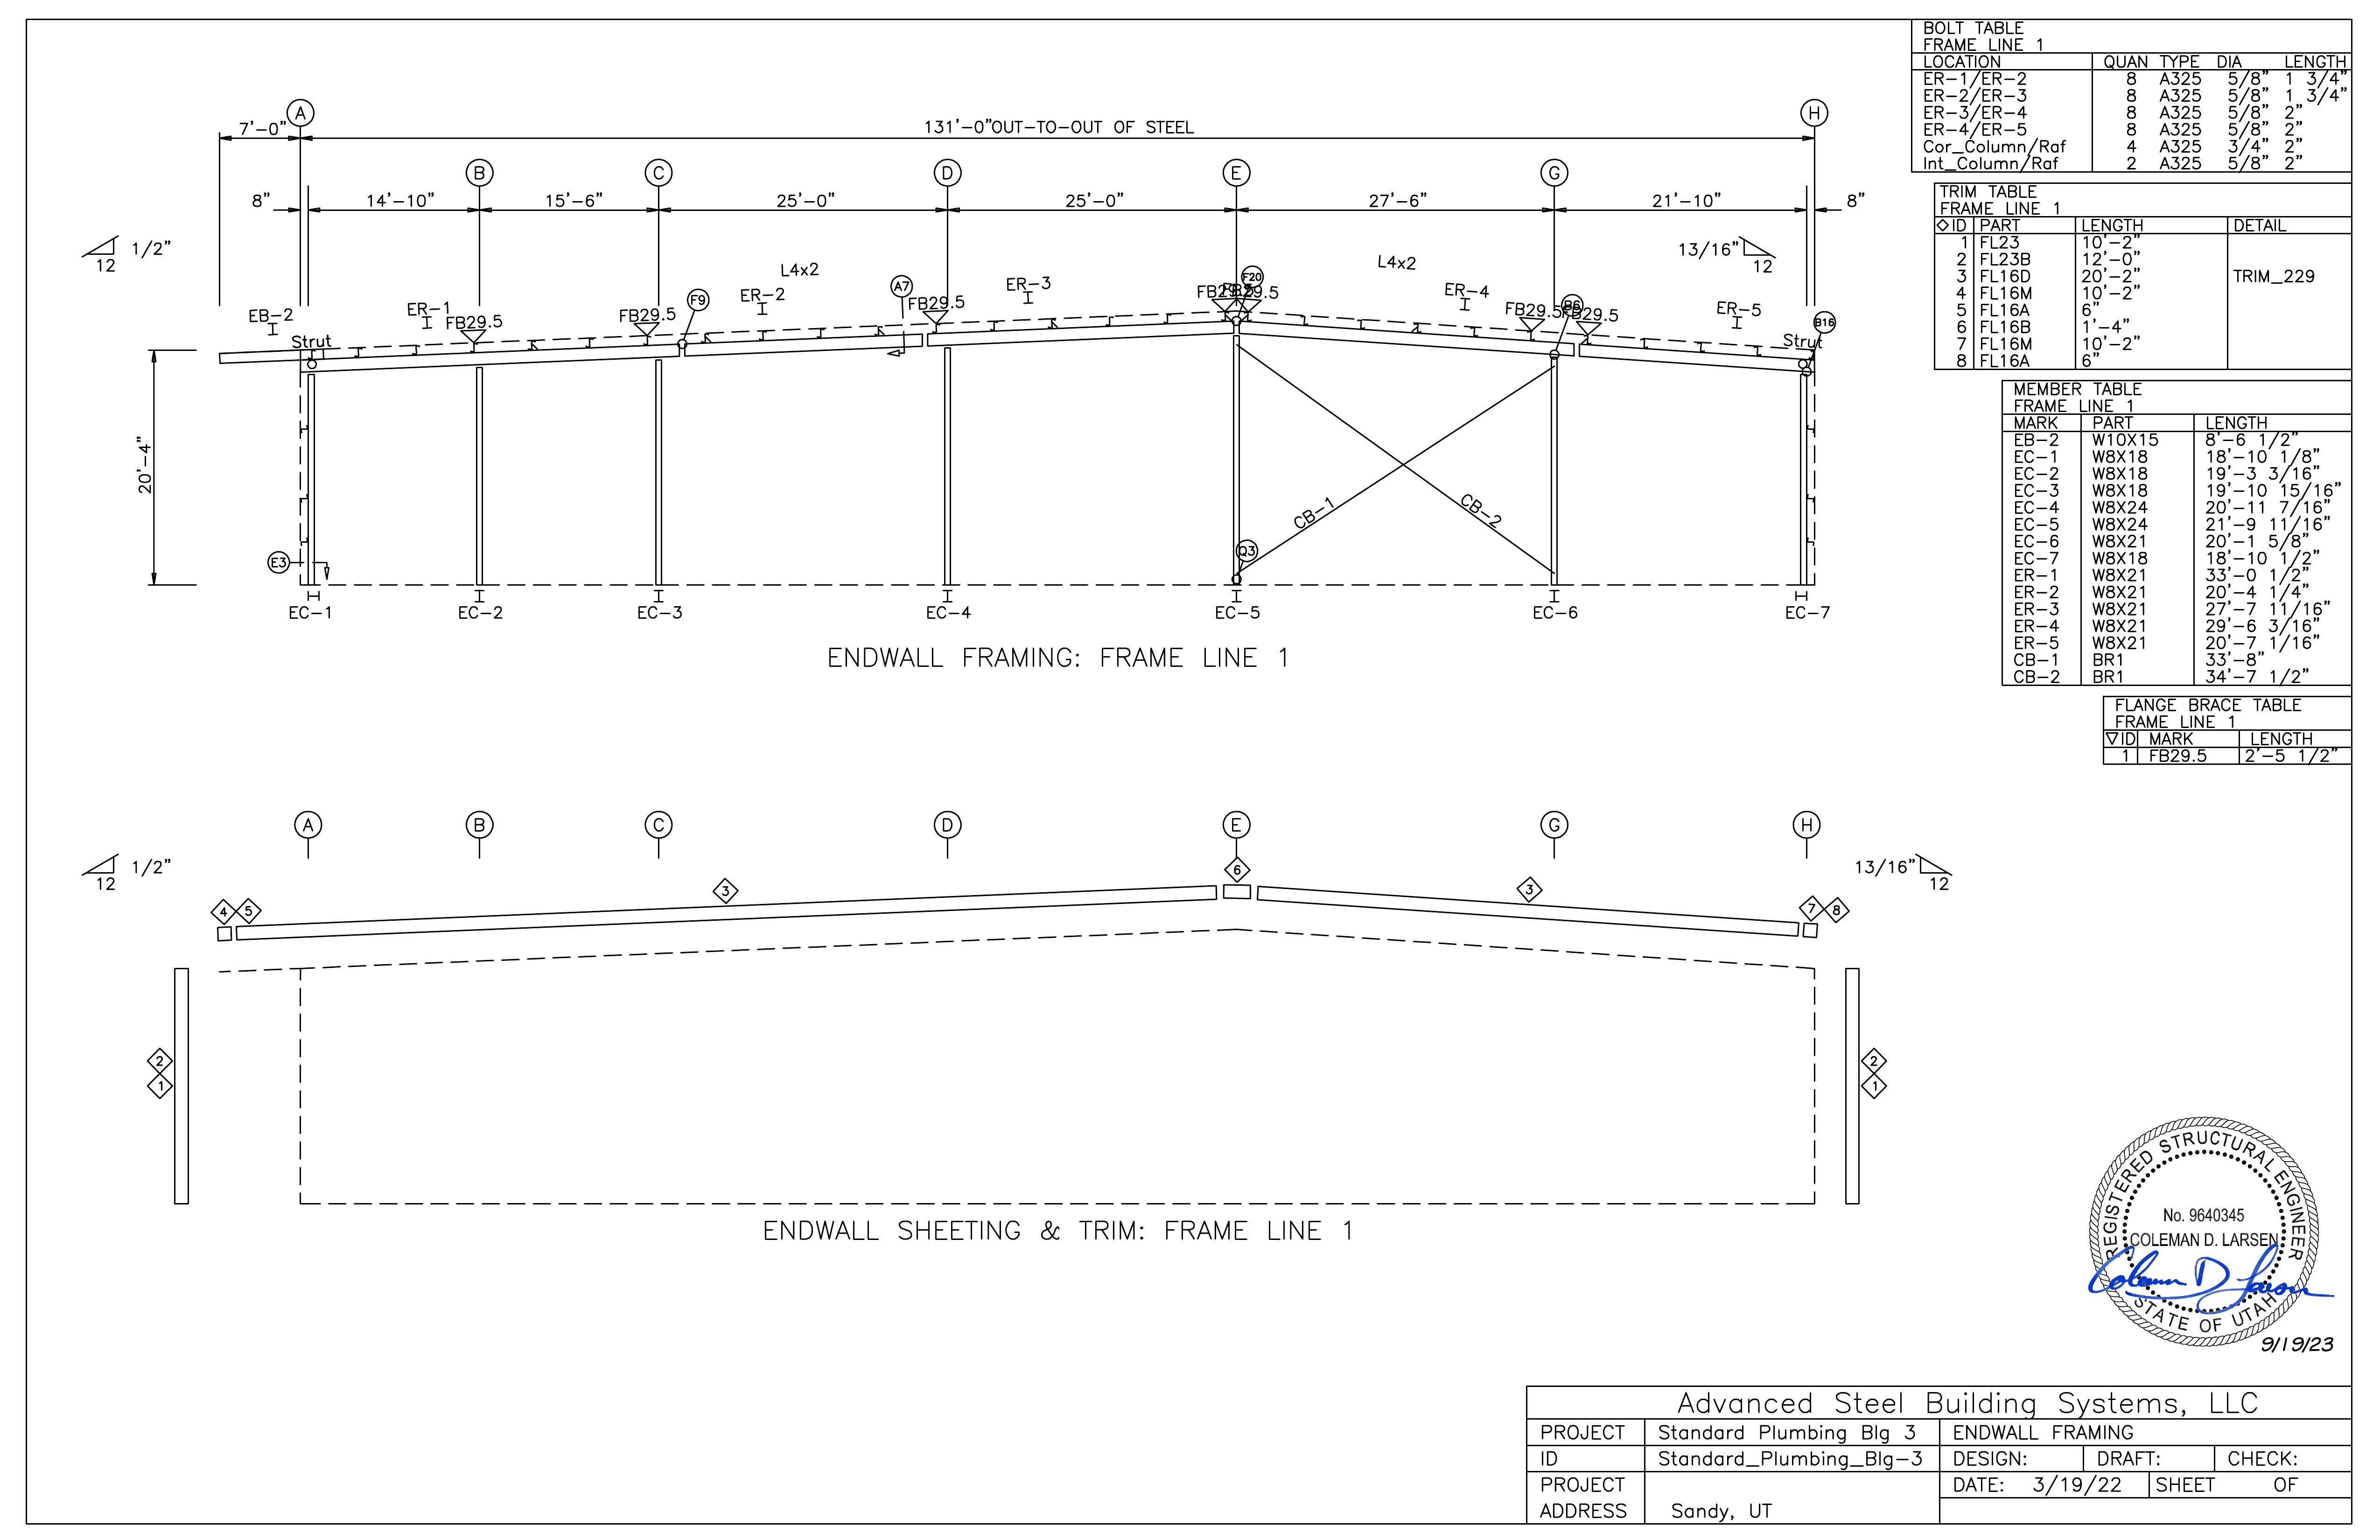 BOLT TABLE
FRAME LINE 1
LOCATION QUAN TYPE DIA LENGTH
ER-1/ER-2 8 A325 5/8" 1 3/4"
ER-2/ER-3 8 A325 5/8" 1 3/4"
ER-3/ER-4 8 A325 5/8" 2"
ER-4/ER-5 8 A325 5/8" 2"
Cor_Column/Raf 4 A325 3/4" 2"
Int_Column/Raf 2 A325 5/8" 2"
TRIM TABLE
FRAME LINE 1
◇ID PART LENGTH DETAIL
1 FL23 10'-2"
2 FL23B 12'-0"
3 FL16D 20'-2" TRIM_229
4 FL16M 10'-2"
5 FL16A 6"
6 FL16B 1'-4"
7 FL16M 10'-2"
8 FL16A 6"
MEMBER TABLE
FRAME LINE 1
MARK PART LENGTH
EB-2 W10X15 8'-6 1/2"
EC-1 W8X18 18'-10 1/8"
EC-2 W8X18 19'-3 3/16"
EC-3 W8X18 19'-10 15/16"
EC-4 W8X24 20'-11 7/16"
EC-5 W8X24 21'-9 11/16"
EC-6 W8X21 20'-1 5/8"
EC-7 W8X18 18'-10 1/2"
ER-1 W8X21 33'-0 1/2"
ER-2 W8X21 20'-4 1/4"
ER-3 W8X21 27'-7 11/16"
ER-4 W8X21 29'-6 3/16"
ER-5 W8X21 20'-7 1/16"
CB-1 BR1 33'-8"
CB-2 BR1 34'-7 1/2"
FLANGE BRACE TABLE
FRAME LINE 1
▽ID MARK LENGTH
1 FB29.5 2'-5 1/2"
A H
7'-0" 131'-0"OUT-TO-OUT OF STEEL
B C D E G
8" 14'-10" 15'-6" 25'-0" 25'-0" 27'-6" 21'-10" 8"
1/2" 12
13/16" 12
L4x2 L4x2
EB-2 ER-1 ER-2 ER-3 ER-4 ER-5
F9 A7 F20 B6 B16
FB29.5 FB29.5 FB29.5 FB29.5 FB29.5 FB29.5 FB29.5
Strut Strut
20'-4"
CB-1 CB-2
E3 Q3
EC-1 EC-2 EC-3 EC-4 EC-5 EC-6 EC-7
ENDWALL FRAMING: FRAME LINE 1
A B C D E G H
1/2" 12
13/16" 12
4 5 3 6 3 7 8
2 2
1 1
ENDWALL SHEETING & TRIM: FRAME LINE 1
REGISTERED STRUCTURAL ENGINEER
No. 9640345
COLEMAN D. LARSEN
Coleman D Larsen
STATE OF UTAH
9/19/23
Advanced Steel Building Systems, LLC
PROJECT Standard Plumbing Blg 3 ENDWALL FRAMING
ID Standard_Plumbing_Blg-3 DESIGN: DRAFT: CHECK:
PROJECT DATE: 3/19/22 SHEET OF
ADDRESS Sandy, UT